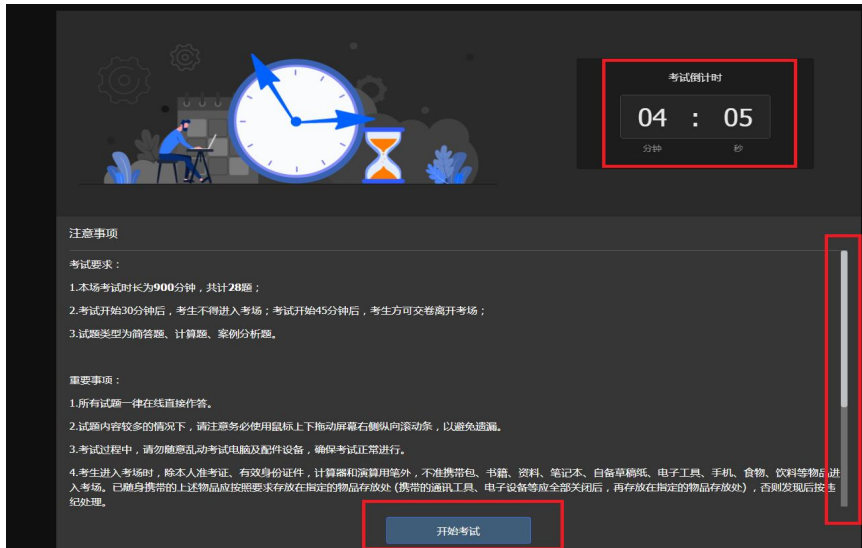 考试倒计时
04 : 05
分钟 秒
注意事项
考试要求：
1.本场考试时长为900分钟，共计28题；
2.考试开始30分钟后，考生不得进入考场；考试开始45分钟后，考生方可交卷离开考场；
3.试题类型为简答题、计算题、案例分析题。
重要事项：
1.所有试题一律在线直接作答。
2.试题内容较多的情况下，请注意务必使用鼠标上下拖动屏幕右侧纵向滚动条，以避免遗漏。
3.考试过程中，请勿随意乱动考试电脑及配件设备，确保考试正常进行。
4.考生进入考场时，除本人准考证、有效身份证件，计算器和演算用笔外，不准携带包、书籍、资料、笔记本、自备草稿纸、电子工具、手机、食物、饮料等物品进
入考场。已随身携带的上述物品应按照要求存放在指定的物品存放处（携带的通讯工具、电子设备等应全部关闭后，再存放在指定的物品存放处），否则发现后按违
纪处理。
开始考试